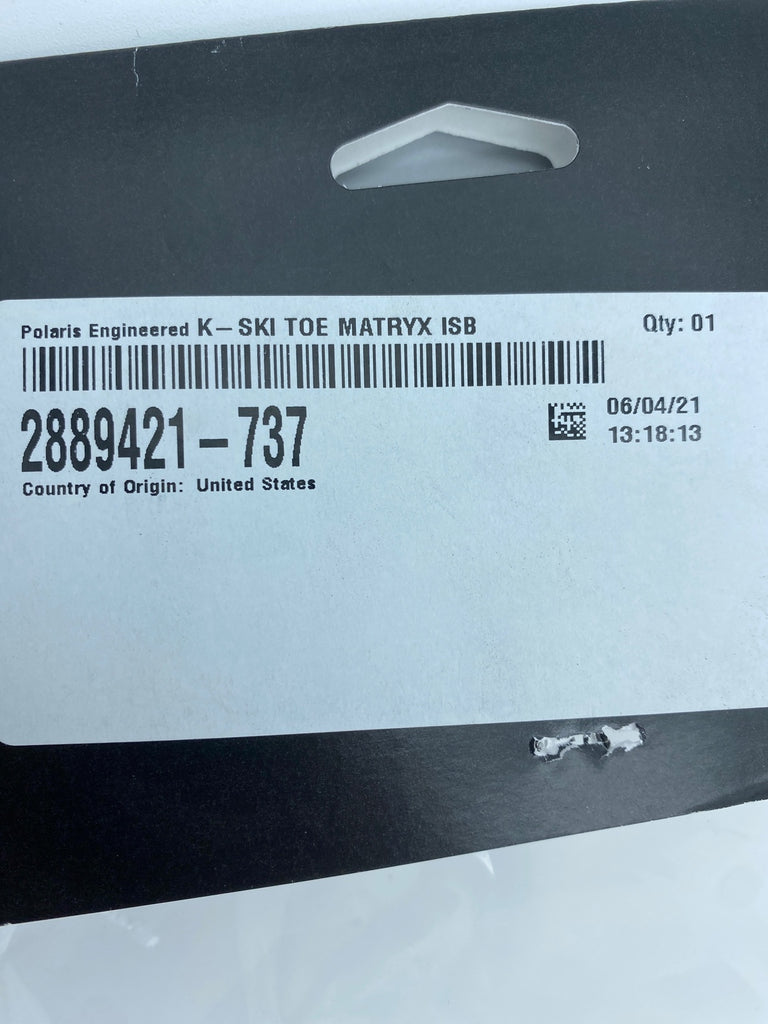 Polaris Engineered K-SKI TOE MATRYX ISB
Qty: 01
2889421-737
06/04/21
13:18:13
Country of Origin: United States